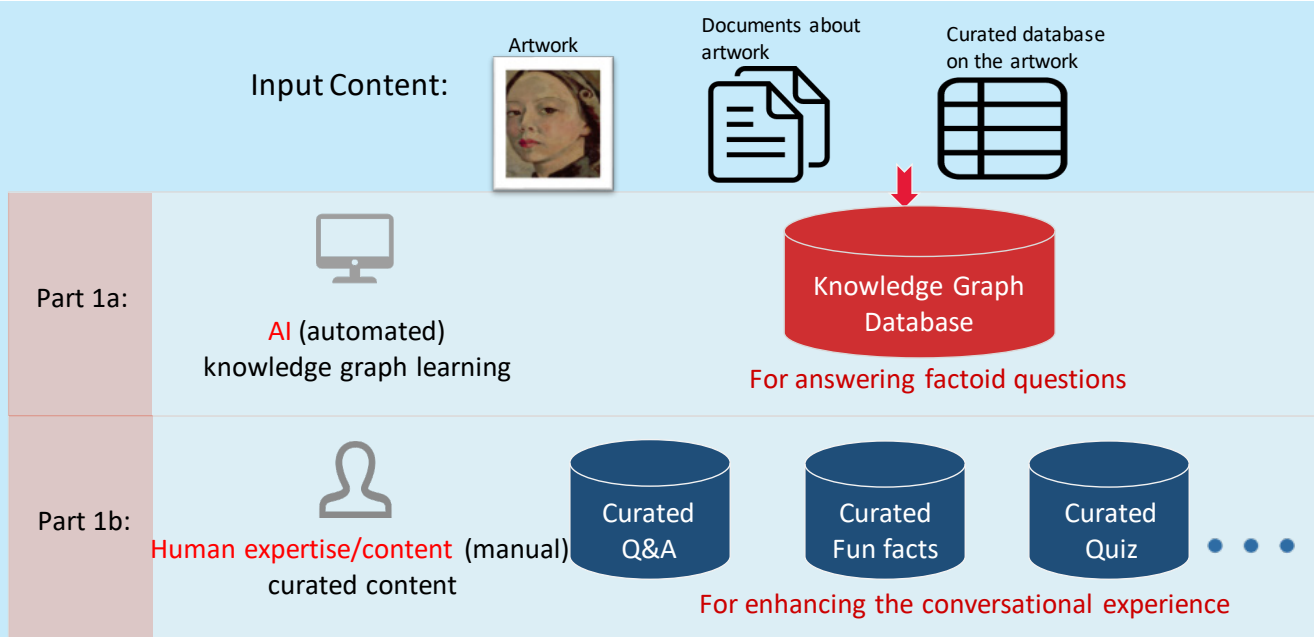 Input Content:
Artwork
Documents about
artwork
Curated database
on the artwork
Part 1a:
AI (automated)
knowledge graph learning
Knowledge Graph
Database
For answering factoid questions
Part 1b:
Human expertise/content (manual)
curated content
Curated
Q&A
Curated
Fun facts
Curated
Quiz
For enhancing the conversational experience